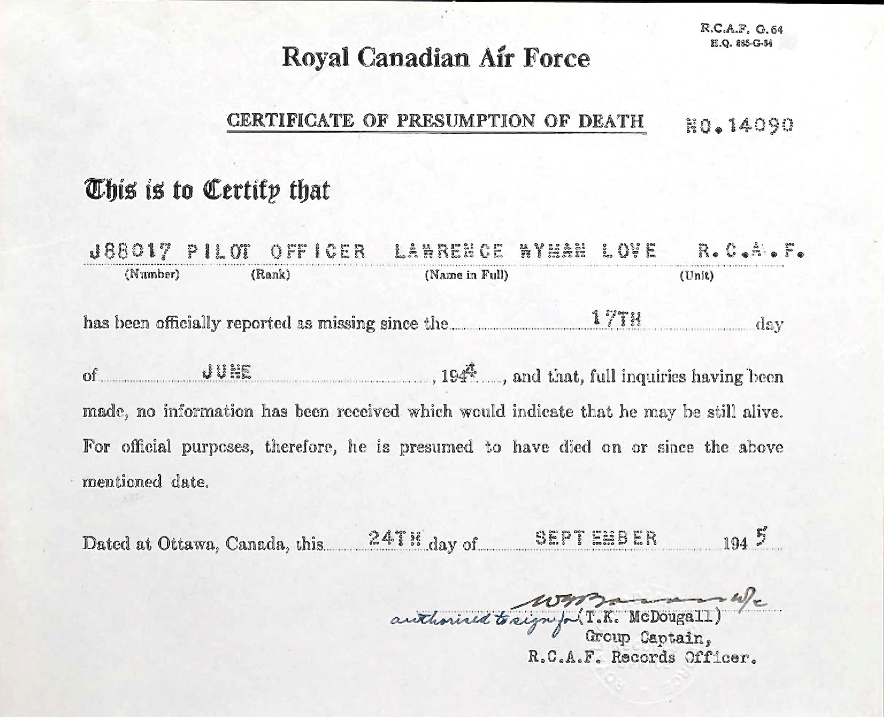 R.C.A.F. G.64
H.Q. 885-G-64
Royal Canadian Air Force
CERTIFICATE OF PRESUMPTION OF DEATH NO.14090
This is to Certify that
J88017 PILOT OFFICER LAWRENCE WYMAN LOVE R.C.A.F.
(Number) (Rank) (Name in Full) (Unit)
has been officially reported as missing since the 17TH day
of JUNE, 1944, and that, full inquiries having been
made, no information has been received which would indicate that he may be still alive.
For official purposes, therefore, he is presumed to have died on or since the above
mentioned date.
Dated at Ottawa, Canada, this 24TH day of SEPTEMBER 1945
W/C
authorised to sign for (T.K. McDougall)
Group Captain,
R.C.A.F. Records Officer.